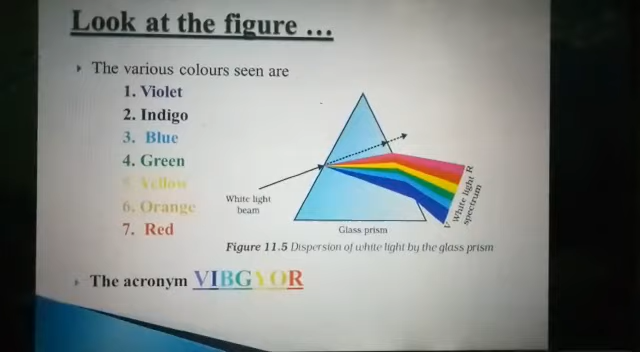 Look at the figure ...
The various colours seen are
1. Violet
2. Indigo
3. Blue
4. Green
5. Yellow
6. Orange
7. Red
White light
beam
Glass prism
R
White light
spectrum
V
Figure 11.5 Dispersion of white light by the glass prism
The acronym VIBGYOR